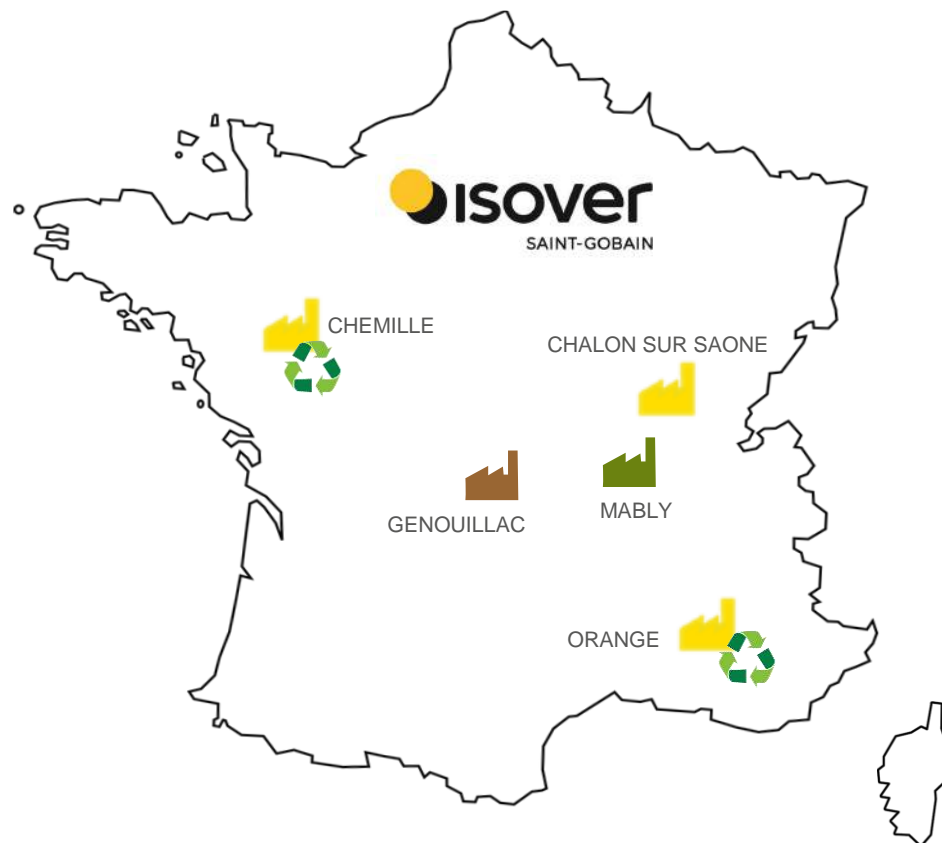 isover
SAINT-GOBAIN
CHEMILLE
CHALON SUR SAONE
GENOUILLAC
MABLY
ORANGE